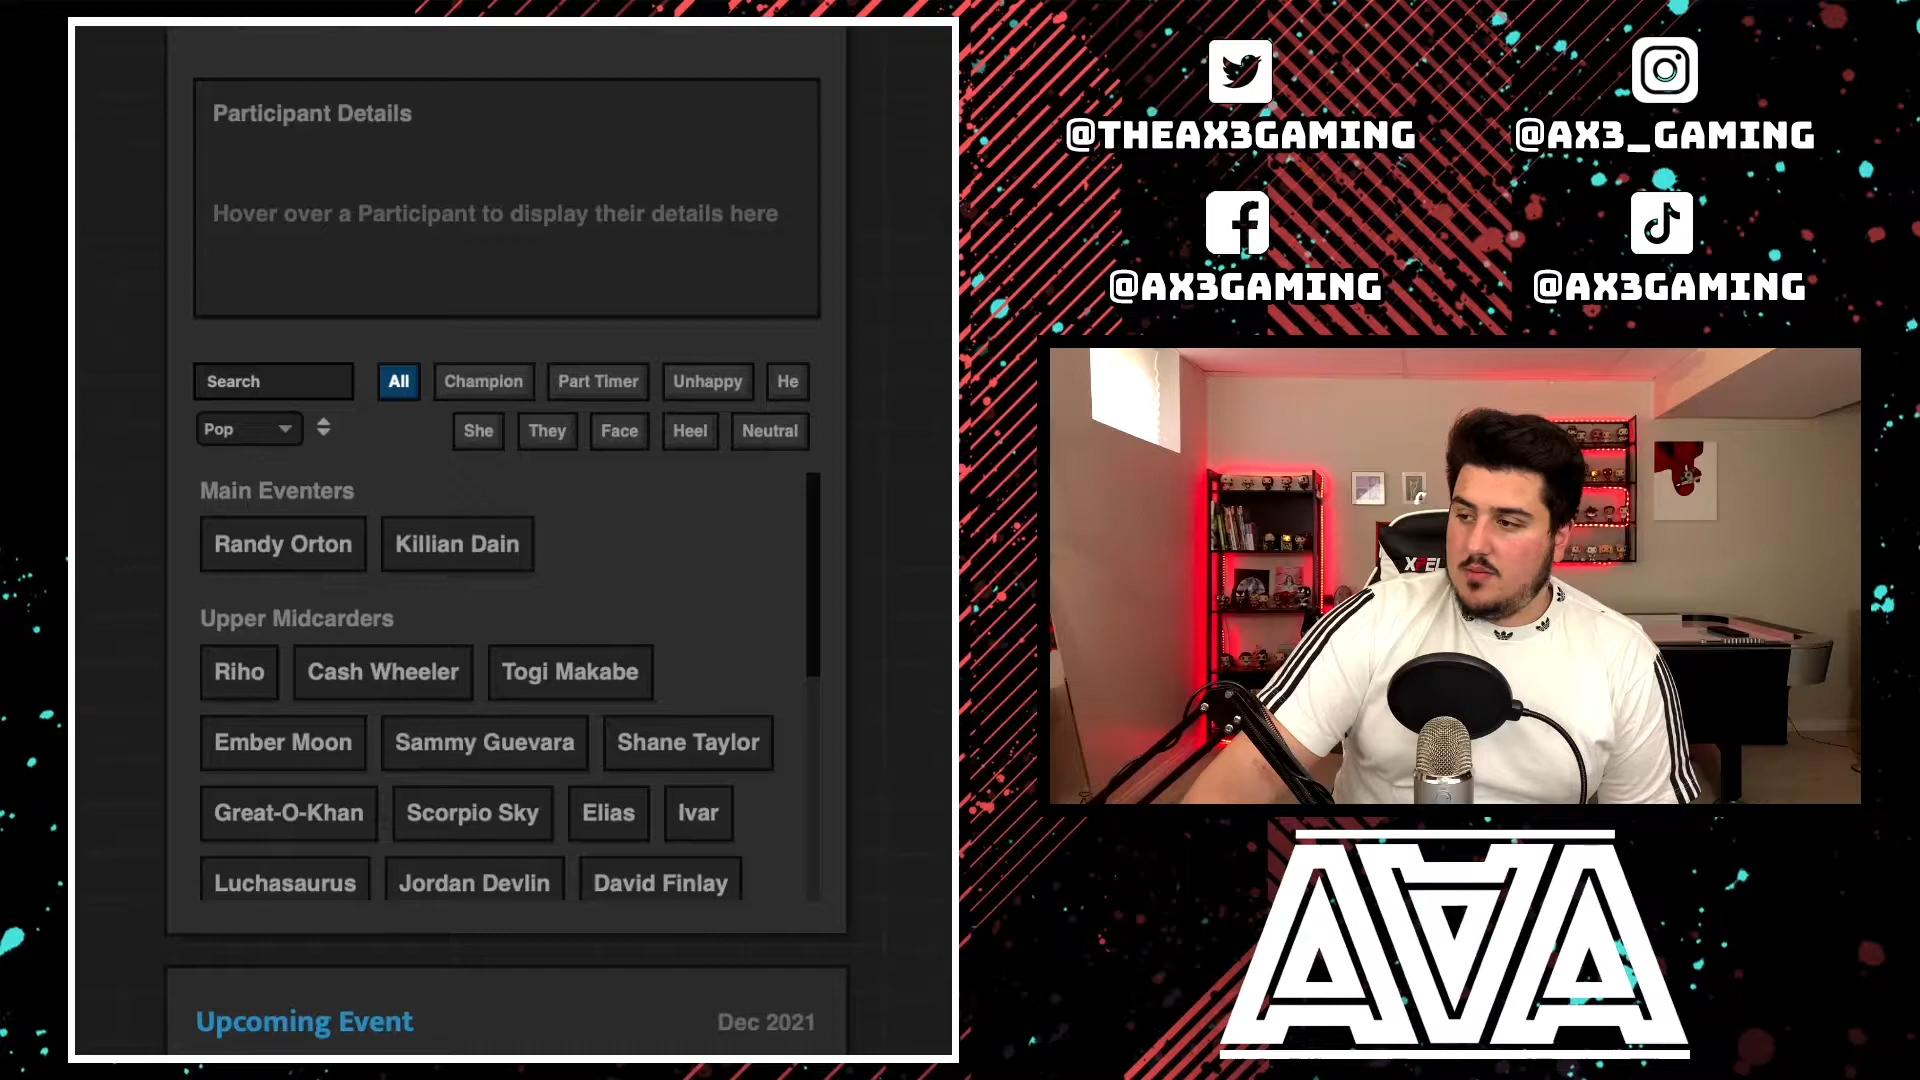 Participant Details
Hover over a Participant to display their details here
Search
All
Champion
Part Timer
Unhappy
He
Pop
She
They
Face
Heel
Neutral
Main Eventers
Randy Orton
Killian Dain
Upper Midcarders
Riho
Cash Wheeler
Togi Makabe
Ember Moon
Sammy Guevara
Shane Taylor
Great-O-Khan
Scorpio Sky
Elias
Ivar
Luchasaurus
Jordan Devlin
David Finlay
Upcoming Event
Dec 2021
@THEAX3GAMING
@AX3_GAMING
@AX3GAMING
@AX3GAMING